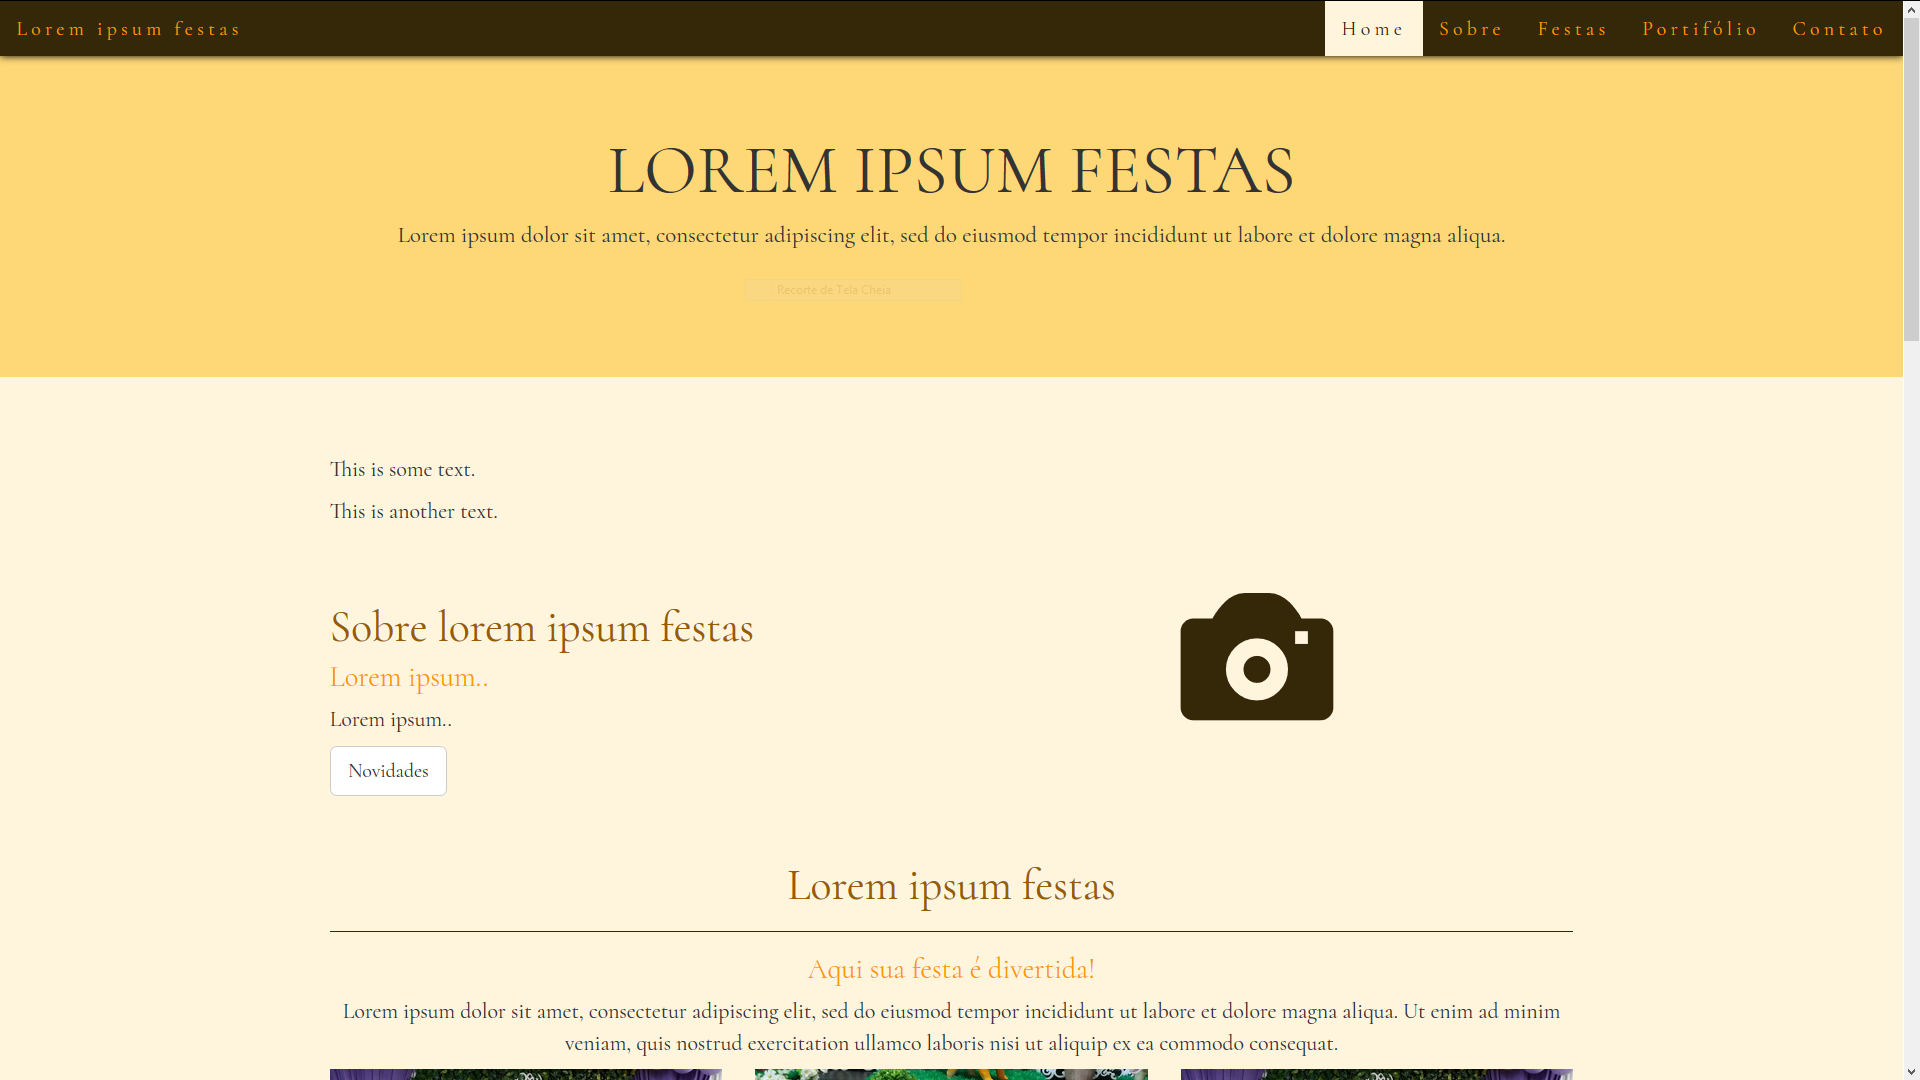 Lorem ipsum festas
Home Sobre Festas Portifólio Contato
LOREM IPSUM FESTAS
Lorem ipsum dolor sit amet, consectetur adipiscing elit, sed do eiusmod tempor incididunt ut labore et dolore magna aliqua.
Recorte de Tela Cheia
This is some text.
This is another text.
Sobre lorem ipsum festas
Lorem ipsum..
Lorem ipsum..
Novidades
Lorem ipsum festas
Aqui sua festa é divertida!
Lorem ipsum dolor sit amet, consectetur adipiscing elit, sed do eiusmod tempor incididunt ut labore et dolore magna aliqua. Ut enim ad minim
veniam, quis nostrud exercitation ullamco laboris nisi ut aliquip ex ea commodo consequat.